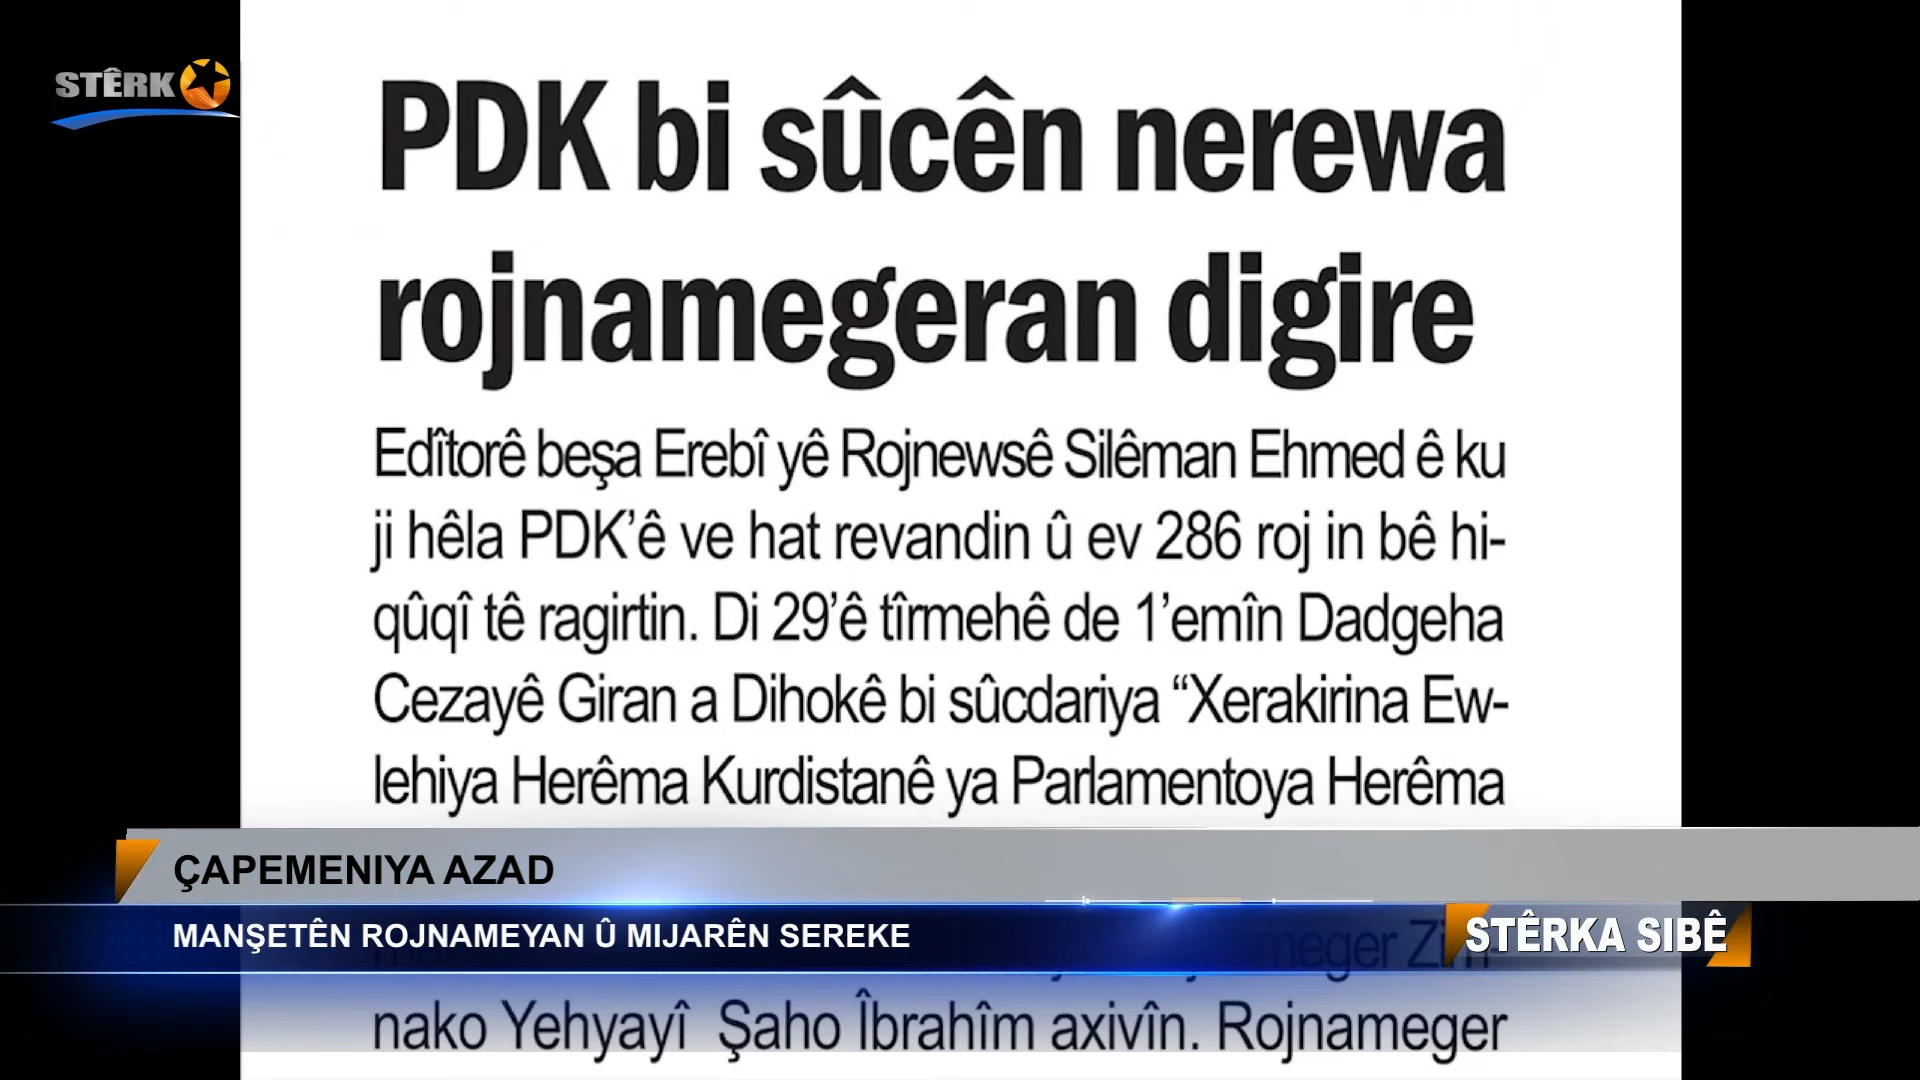 STÊRK
PDK bi sûcên nerewa
rojnamegeran digire
Edîtorê beşa Erebî yê Rojnewsê Silêman Ehmed ê ku
ji hêla PDK’ê ve hat revandin û ev 286 roj in bê hi-
qûqî tê ragirtin. Di 29’ê tîrmehê de 1’emîn Dadgeha
Cezayê Giran a Dihokê bi sûcdariya “Xerakirina Ew-
lehiya Herêma Kurdistanê ya Parlamentoya Herêma
ÇAPEMENIYA AZAD
MANŞETÊN ROJNAMEYAN Û MIJARÊN SEREKE
STÊRKA SIBÊ
nako Yehyayî Şaho Îbrahîm axivîn. Rojnameger